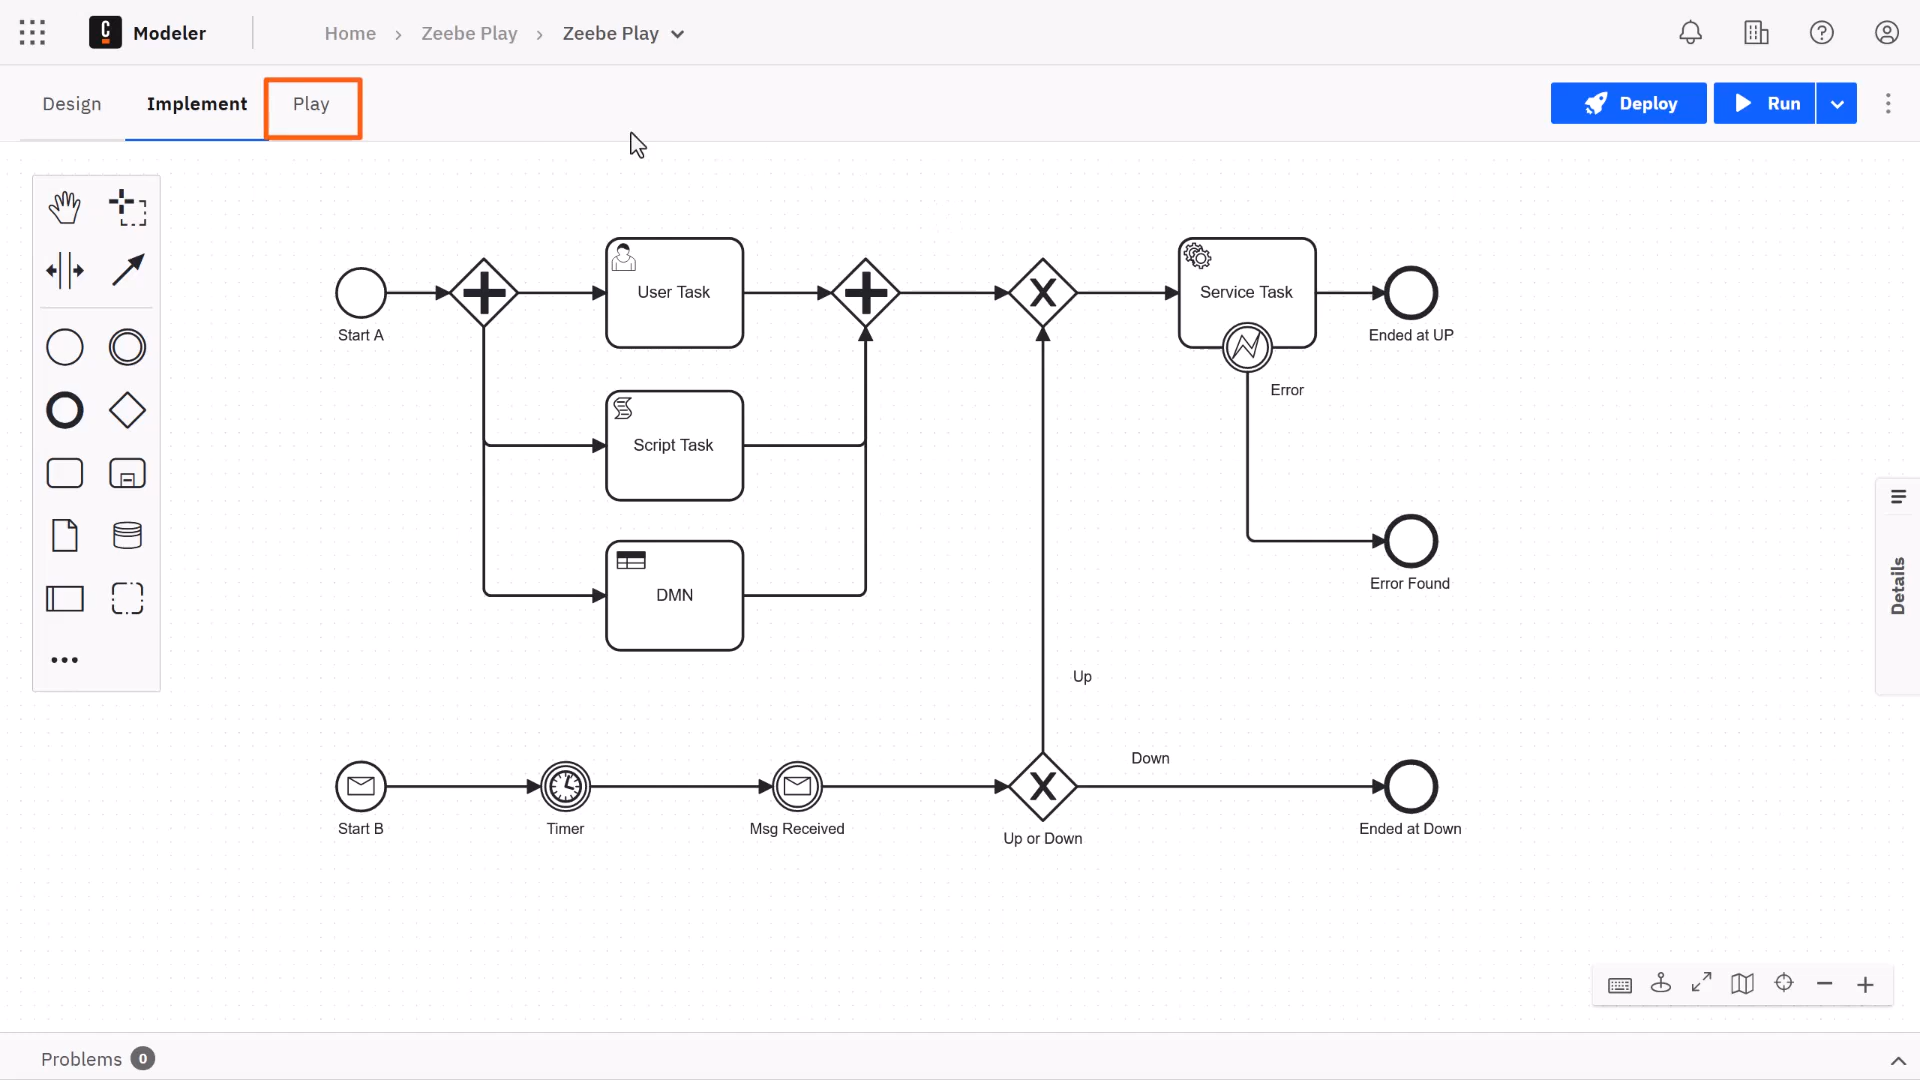 Modeler
Home › Zeebe Play › Zeebe Play
Design Implement Play
Deploy Run
User Task
Service Task
Start A
Ended at UP
Error
Script Task
Error Found
DMN
Details
Up
Down
Start B
Timer
Msg Received
Up or Down
Ended at Down
Problems 0